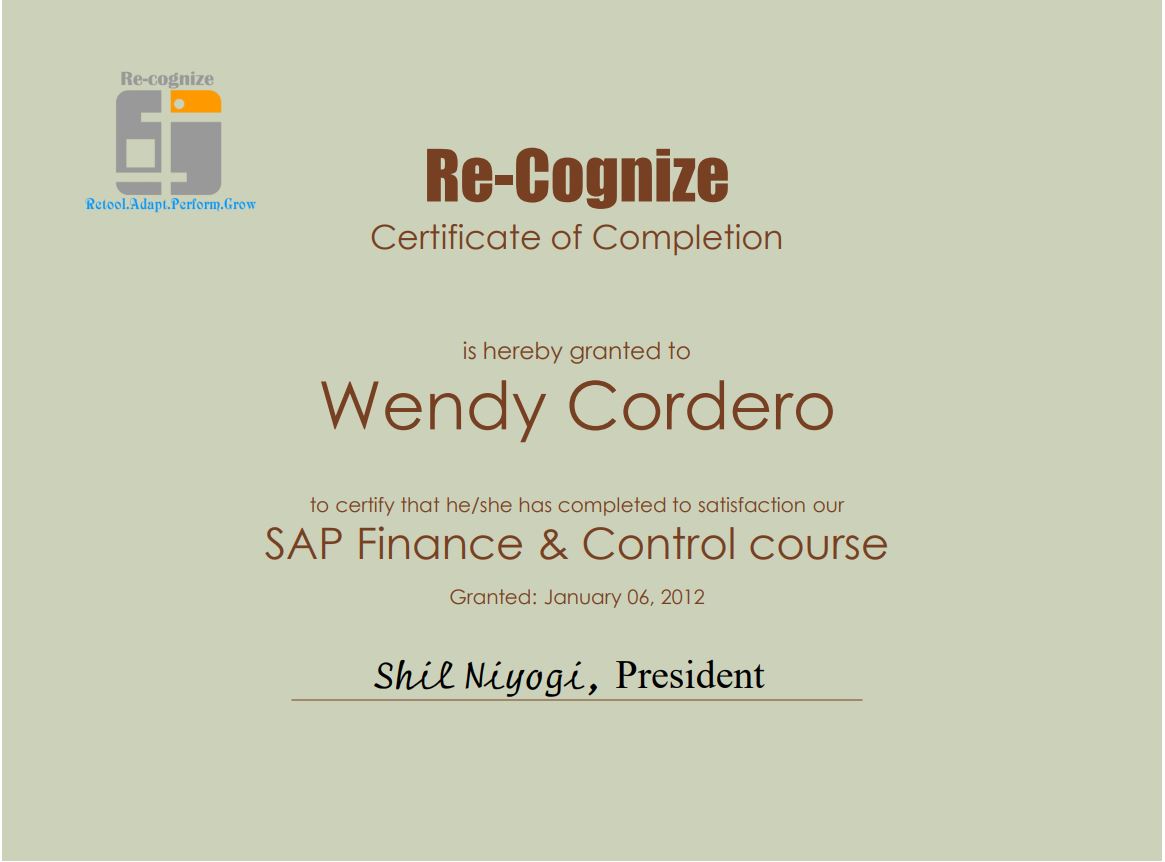 Re-cognize
Retool.Adapt.Perform.Grow
Re-Cognize
Certificate of Completion
is hereby granted to
Wendy Cordero
to certify that he/she has completed to satisfaction our
SAP Finance & Control course
Granted: January 06, 2012
Shil Niyogi, President